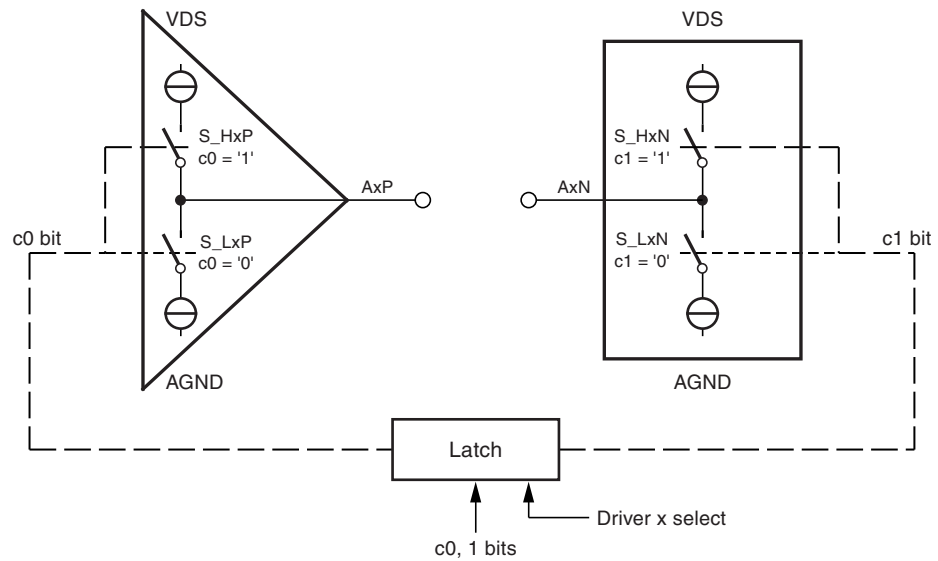 VDS
VDS
S_HxP
c0 = '1'
S_HxN
c1 = '1'
AxP
AxN
c0 bit
S_LxP
c0 = '0'
S_LxN
c1 = '0'
c1 bit
AGND
AGND
Latch
Driver x select
c0, 1 bits